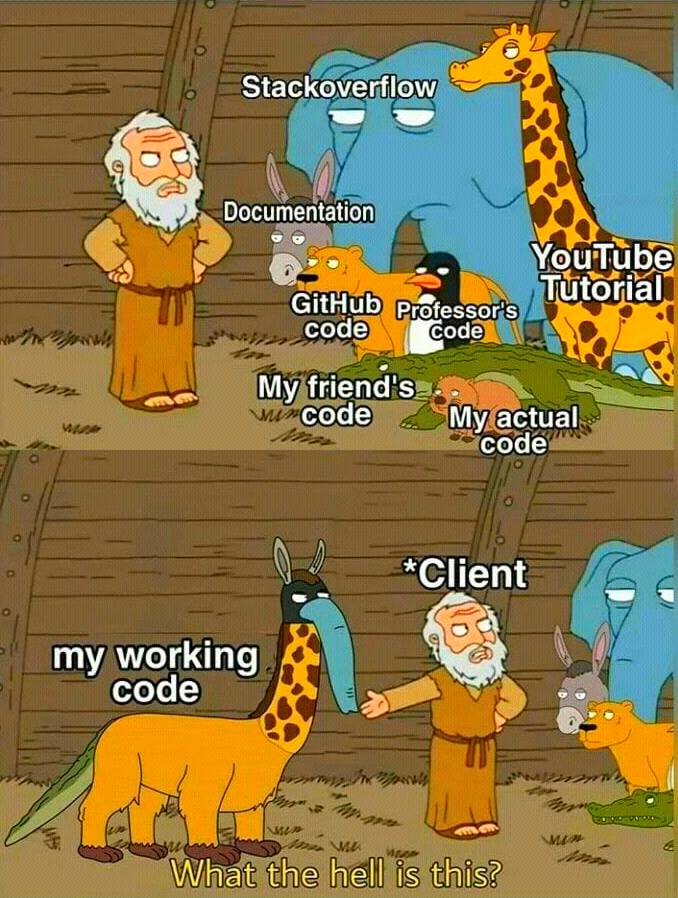 Stackoverflow
Documentation
YouTube
Tutorial
GitHub
code
Professor's
code
My friend's
code
My actual
code
*Client
my working
code
What the hell is this?